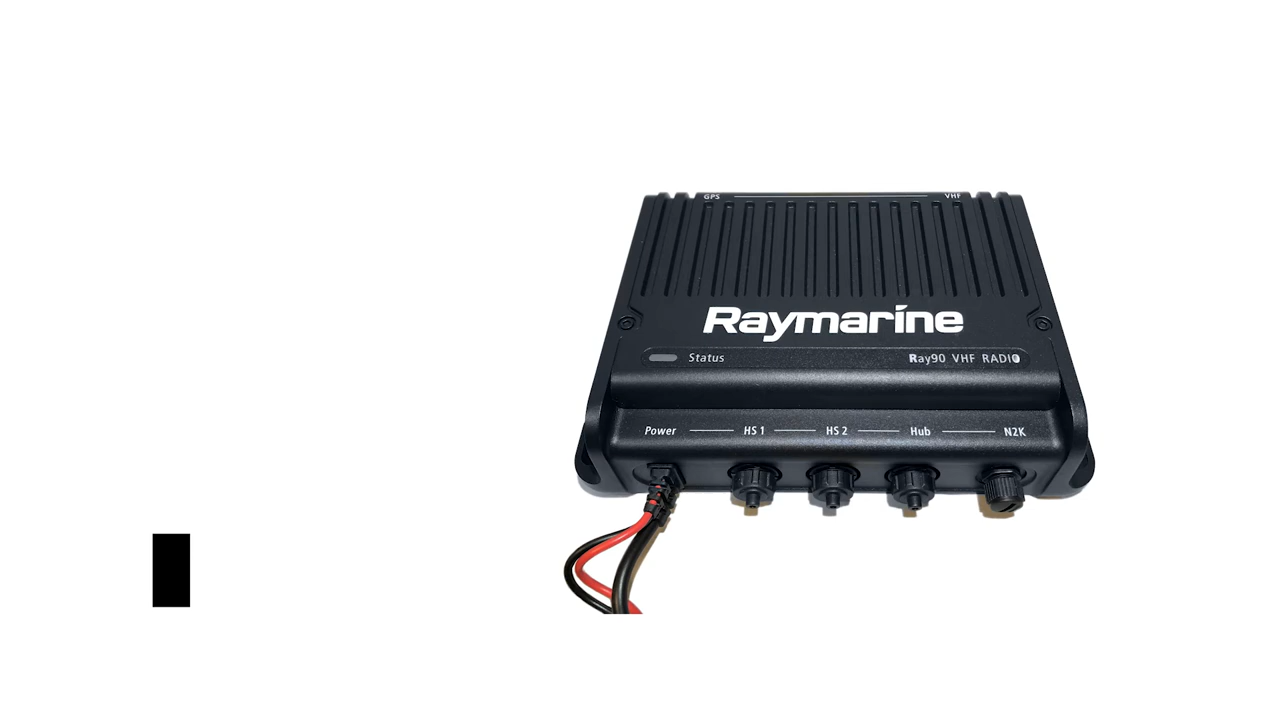 GPS VHF
Raymarine
Status Ray90 VHF RADIO
Power HS 1 HS 2 Hub N2K